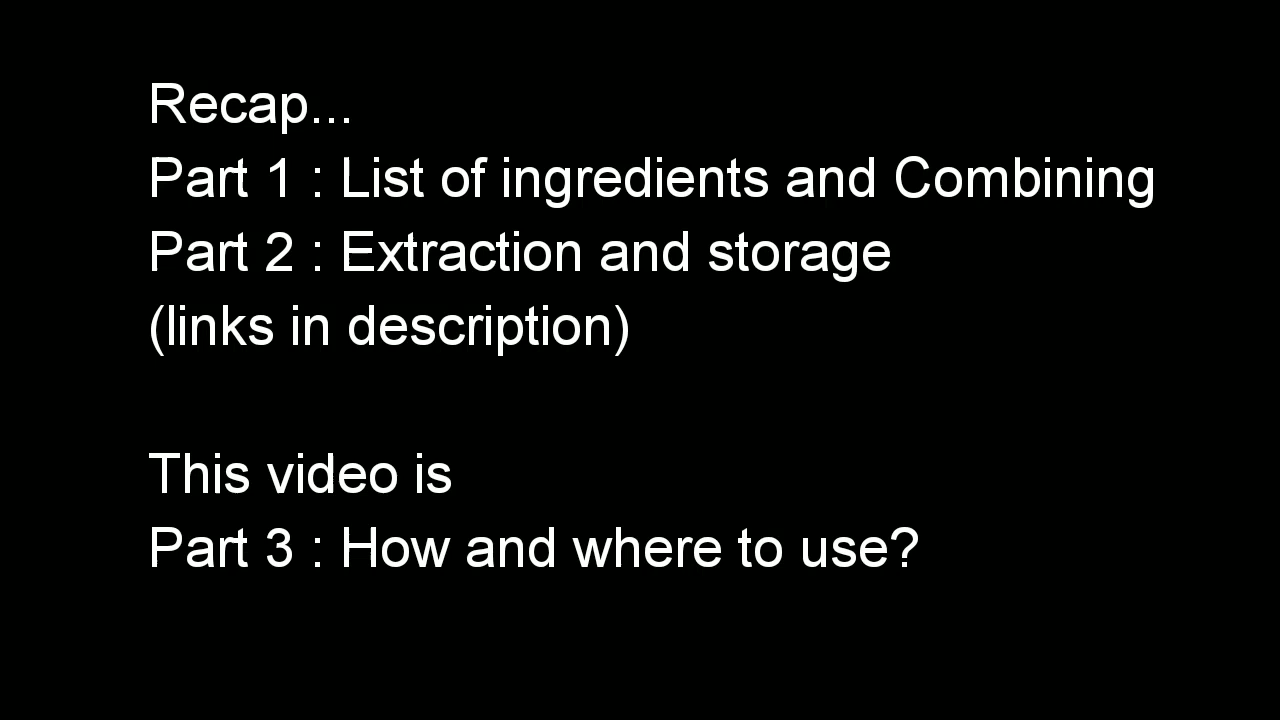 Recap...
Part 1 : List of ingredients and Combining
Part 2 : Extraction and storage
(links in description)
This video is
Part 3 : How and where to use?